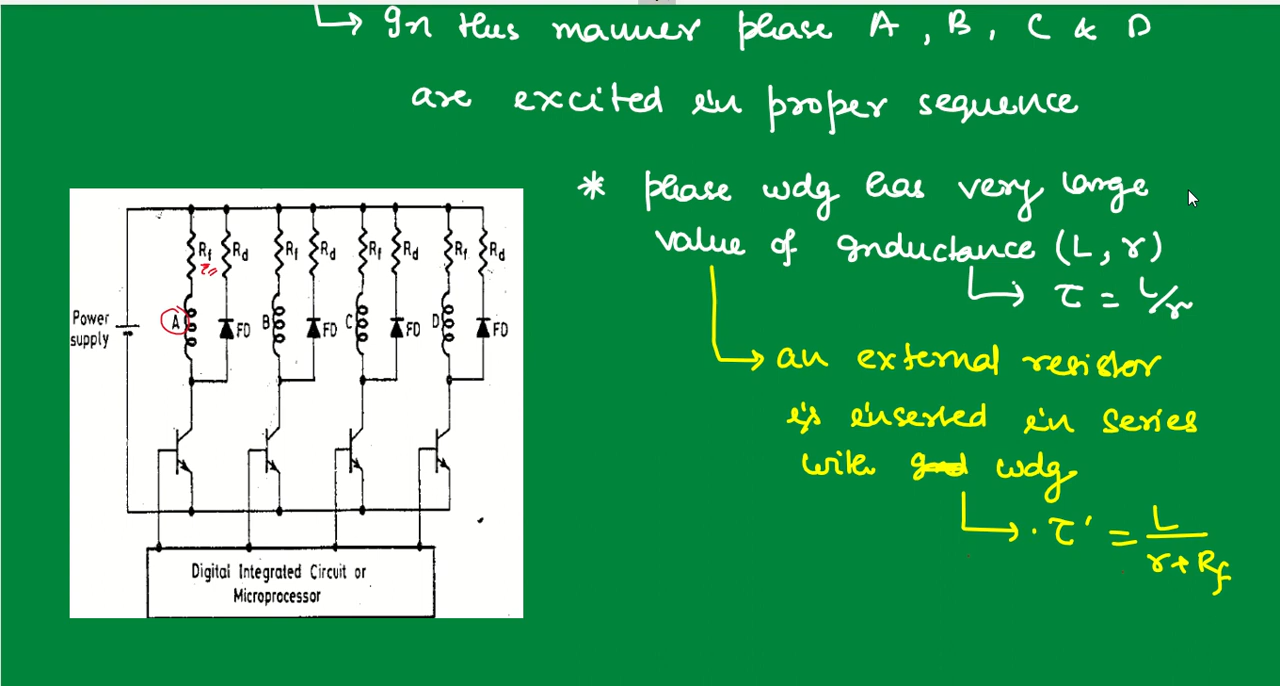 ↳ In this manner phase A, B, C & D
are excited in proper sequence
* phase wdg has very large
value of Inductance (L, r)
↳ τ = L/r
↳ an external resistor
is inserted in series
with wdg
↳ τ' = L/(r + Rf)
Rf Rd Rf Rd Rf Rd Rf Rd
Power
supply
A FD B FD C FD D FD
Digital Integrated Circuit or
Microprocessor